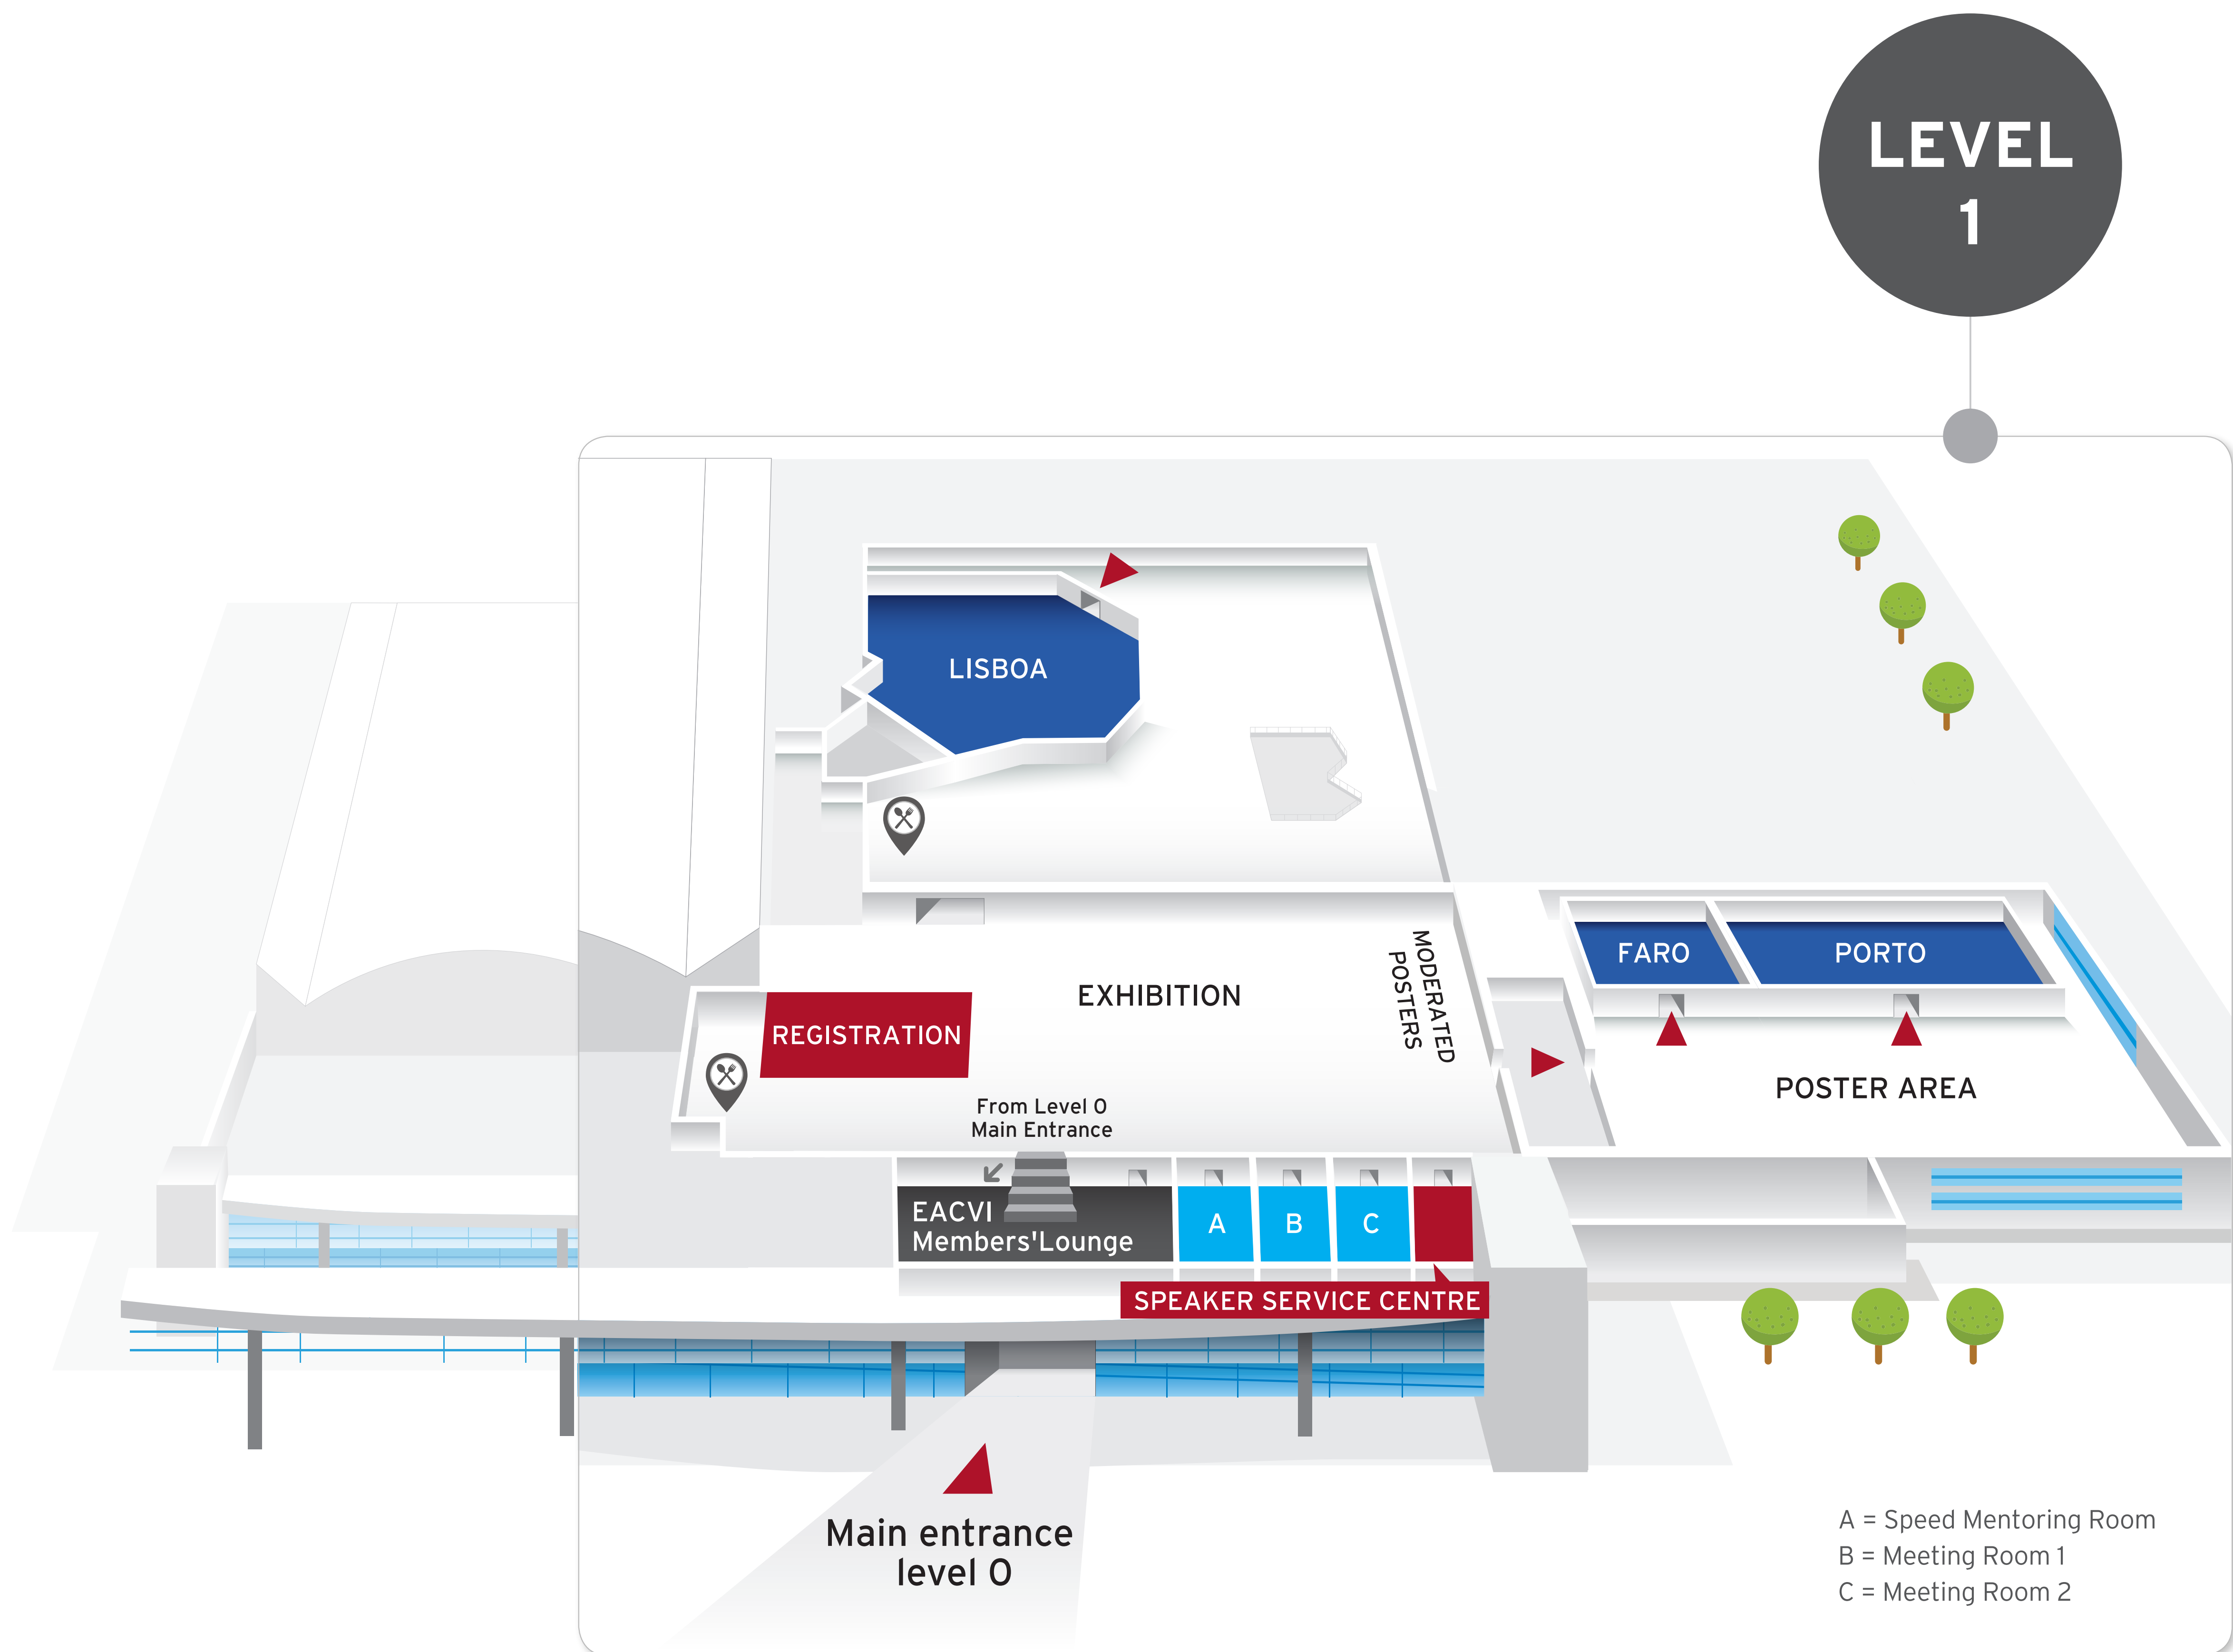 LEVEL
1
LISBOA
FARO
PORTO
MODERATED
POSTERS
EXHIBITION
REGISTRATION
POSTER AREA
From Level 0
Main Entrance
EACVI
Members'Lounge
A
B
C
SPEAKER SERVICE CENTRE
Main entrance
level 0
A = Speed Mentoring Room
B = Meeting Room 1
C = Meeting Room 2